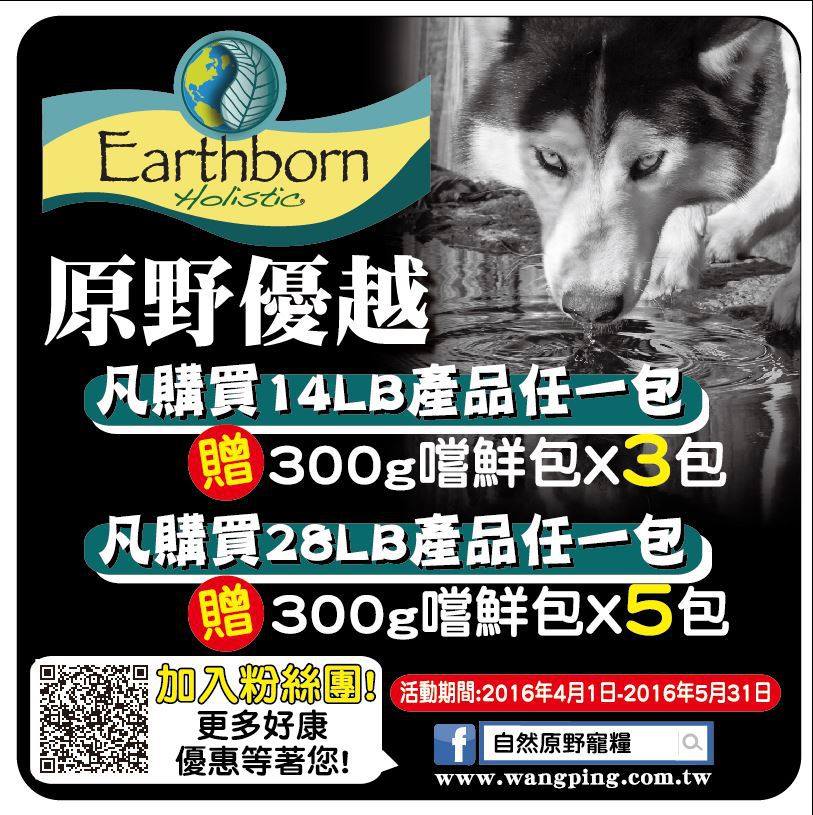 Earthborn
Holistic®
原野優越
凡購買14LB產品任一包
贈300g嚐鮮包X3包
凡購買28LB產品任一包
贈300g嚐鮮包X5包
加入粉絲團!
更多好康
優惠等著您!
活動期間:2016年4月1日-2016年5月31日
f 自然原野寵糧
www.wangping.com.tw